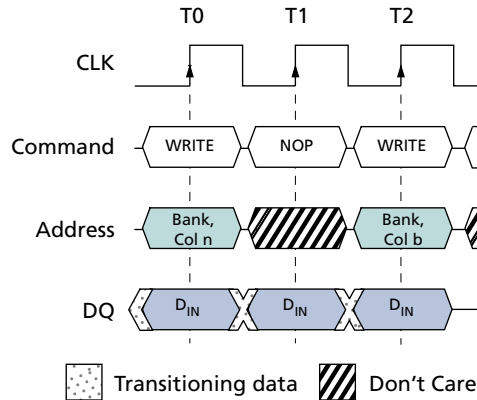 T0 T1 T2
CLK
Command WRITE NOP WRITE
Address Bank, Col n Bank, Col b
DQ DIN DIN DIN
Transitioning data Don't Care